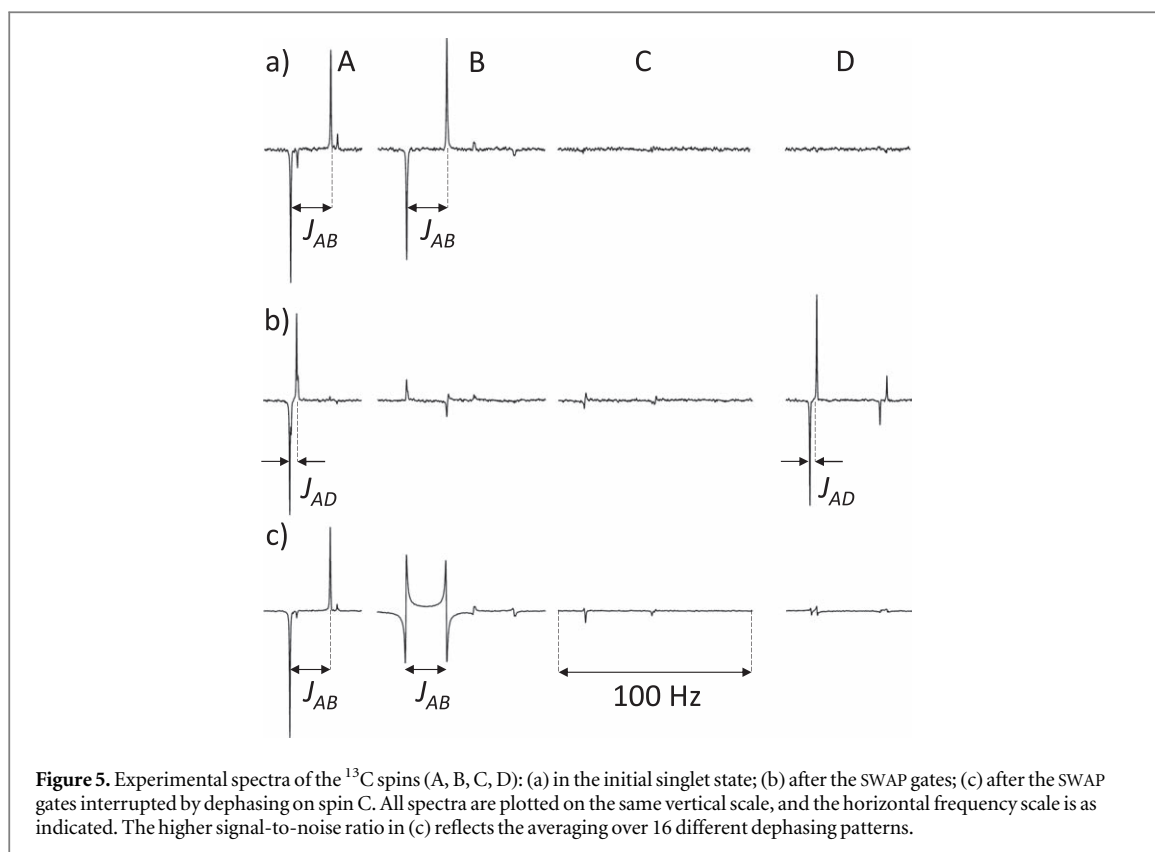 a) A B C D
J_AB J_AB
b)
J_AD J_AD
c)
J_AB J_AB 100 Hz
Figure 5. Experimental spectra of the ¹³C spins (A, B, C, D): (a) in the initial singlet state; (b) after the SWAP gates; (c) after the SWAP
gates interrupted by dephasing on spin C. All spectra are plotted on the same vertical scale, and the horizontal frequency scale is as
indicated. The higher signal-to-noise ratio in (c) reflects the averaging over 16 different dephasing patterns.